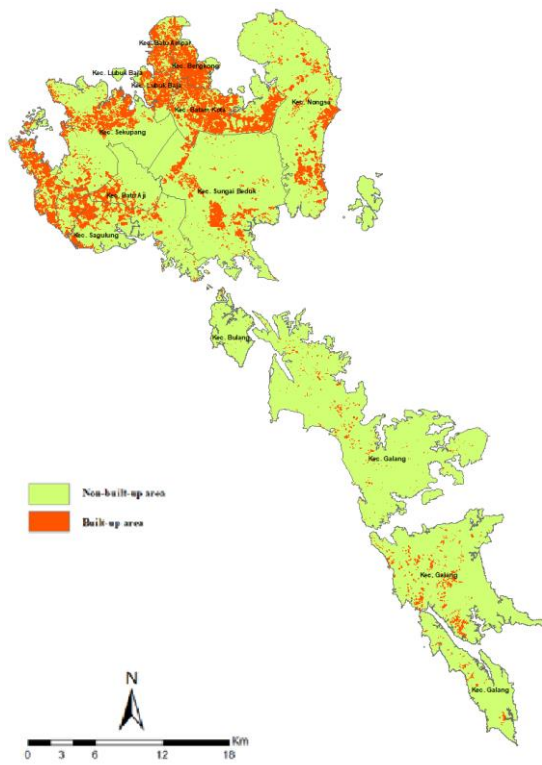 Kec. Batu Ampar
Kec. Bengkong
Kec. Lubuk Baja
Kec. Lubuk Baja
Kec. Batam Kota
Kec. Nongsa
Kec. Sekupang
Kec. Batu Aji
Kec. Sungai Beduk
Kec. Sagulung
Kec. Bulang
Kec. Galang
Non-built-up area
Built-up area
Kec. Galang
Kec. Galang
N
Km
0 3 6 12 18